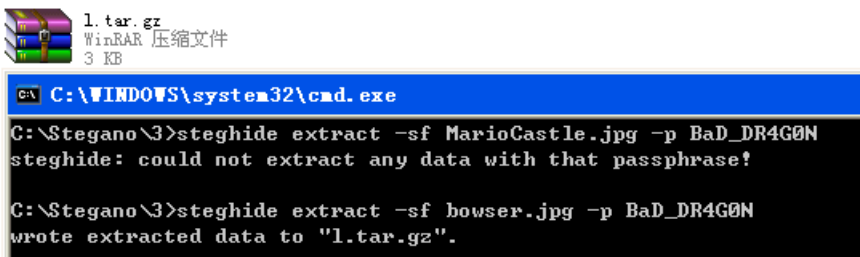 l.tar.gz
WinRAR 压缩文件
3 KB
C:\WINDOWS\system32\cmd.exe
C:\Stegano\3>steghide extract -sf MarioCastle.jpg -p BaD_DR4G0N
steghide: could not extract any data with that passphrase!
C:\Stegano\3>steghide extract -sf bowser.jpg -p BaD_DR4G0N
wrote extracted data to "l.tar.gz".